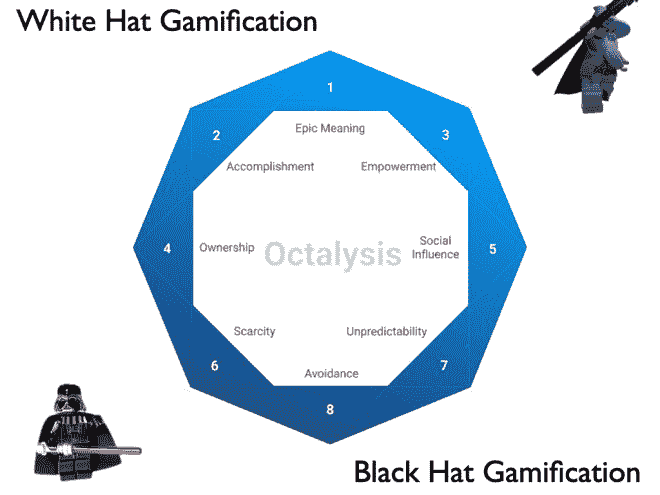 White Hat Gamification
1
Epic Meaning
2
3
Accomplishment
Empowerment
4
Ownership
Octalysis
Social
Influence
5
Scarcity
Unpredictability
6
Avoidance
7
8
Black Hat Gamification